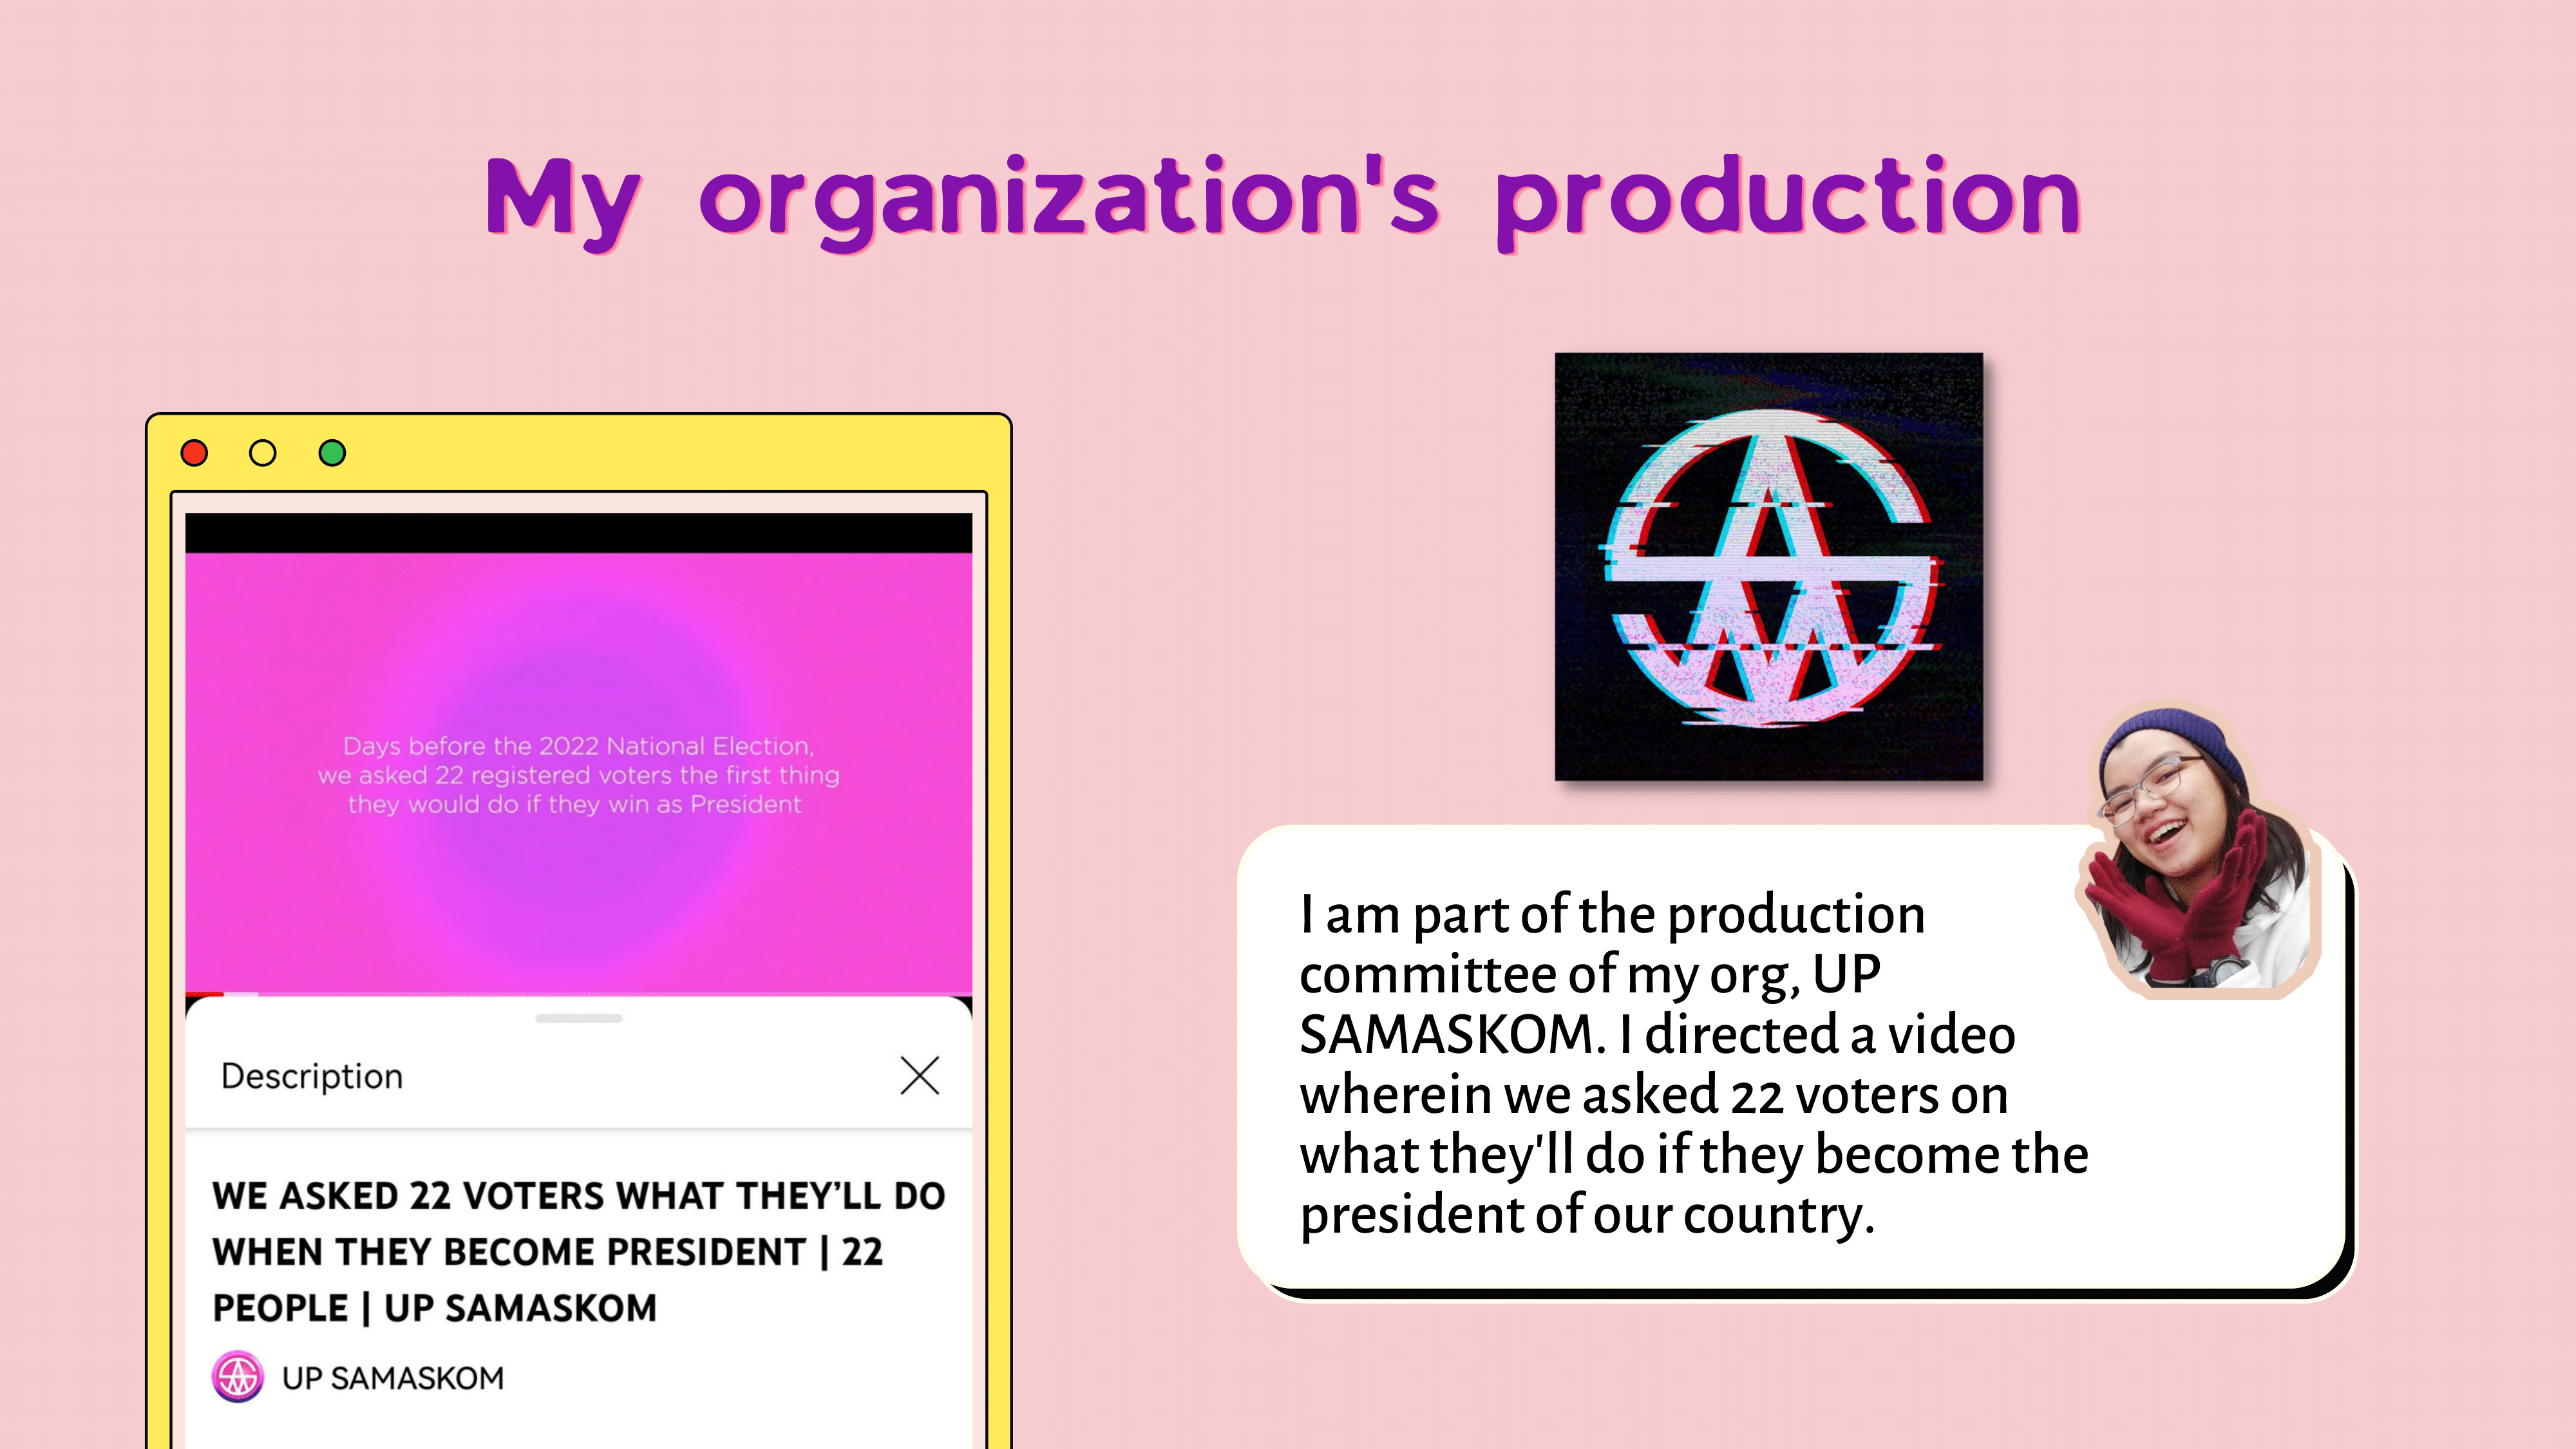 My organization's production
Days before the 2022 National Election,
we asked 22 registered voters the first thing
they would do if they win as President
Description
WE ASKED 22 VOTERS WHAT THEY’LL DO
WHEN THEY BECOME PRESIDENT | 22
PEOPLE | UP SAMASKOM
UP SAMASKOM
I am part of the production
committee of my org, UP
SAMASKOM. I directed a video
wherein we asked 22 voters on
what they'll do if they become the
president of our country.